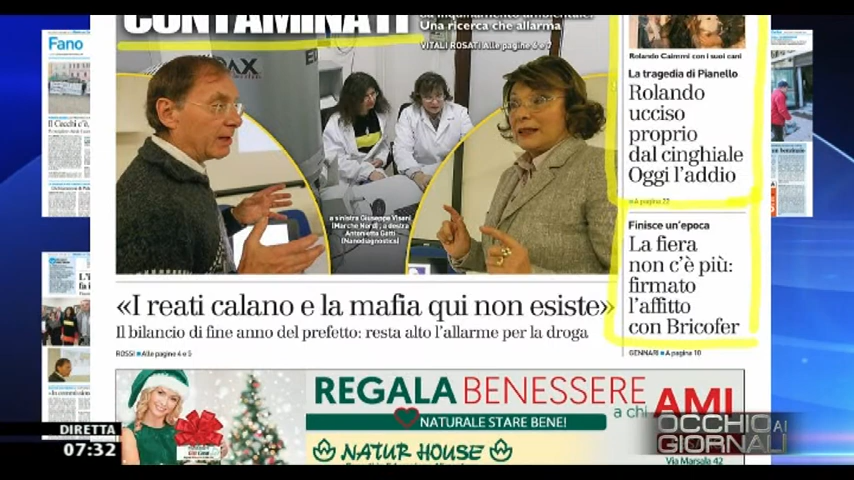 CONTAMINATI
da inquinamento ambientale?
Una ricerca che allarma
VITALI ROSATI Alle pagine 6 e 7
Fano
a sinistra Giuseppe Visani
(Marche Nord), a destra
Antonietta Gatti
(Nanodiagnostics)
«I reati calano e la mafia qui non esiste»
Il bilancio di fine anno del prefetto: resta alto l'allarme per la droga
ROSSI ■ Alle pagine 4 e 5
Rolando Caimmi con i suoi cani
La tragedia di Pianello
Rolando
ucciso
proprio
dal cinghiale
Oggi l'addio
■ A pagina 22
Finisce un'epoca
La fiera
non c'è più:
firmato
l'affitto
con Bricofer
GENNARI ■ A pagina 10
REGALA BENESSERE
a chi AMI
NATURALE STARE BENE!
NATUR HOUSE
Via Marsala 42
DIRETTA
07:32
OCCHIO AI
GIORNALI